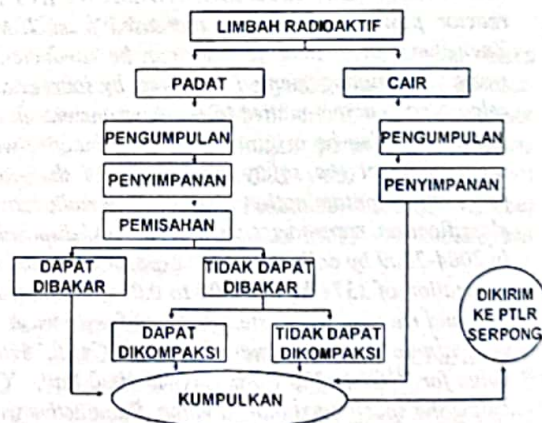 LIMBAH RADIOAKTIF
PADAT
CAIR
PENGUMPULAN
PENGUMPULAN
PENYIMPANAN
PENYIMPANAN
PEMISAHAN
DAPAT
DIBAKAR
TIDAK DAPAT
DIBAKAR
DIKIRIM
KE PTLR
SERPONG
DAPAT
DIKOMPAKSI
TIDAK DAPAT
DIKOMPAKSI
KUMPULKAN